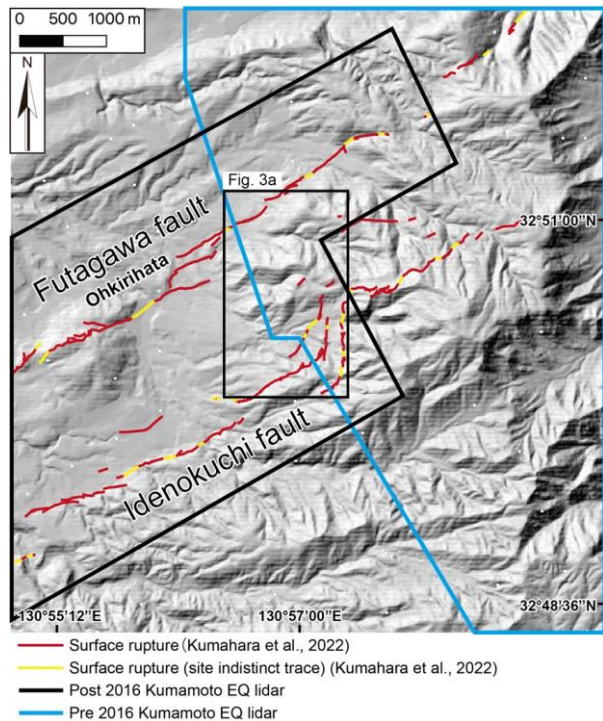 0 500 1000 m
N
Fig. 3a
Futagawa fault
Ohkirihata
32°51'00"N
Idenokuchi fault
130°55'12"E
130°57'00"E
32°48'36"N
Surface rupture (Kumahara et al., 2022)
Surface rupture (site indistinct trace) (Kumahara et al., 2022)
Post 2016 Kumamoto EQ lidar
Pre 2016 Kumamoto EQ lidar